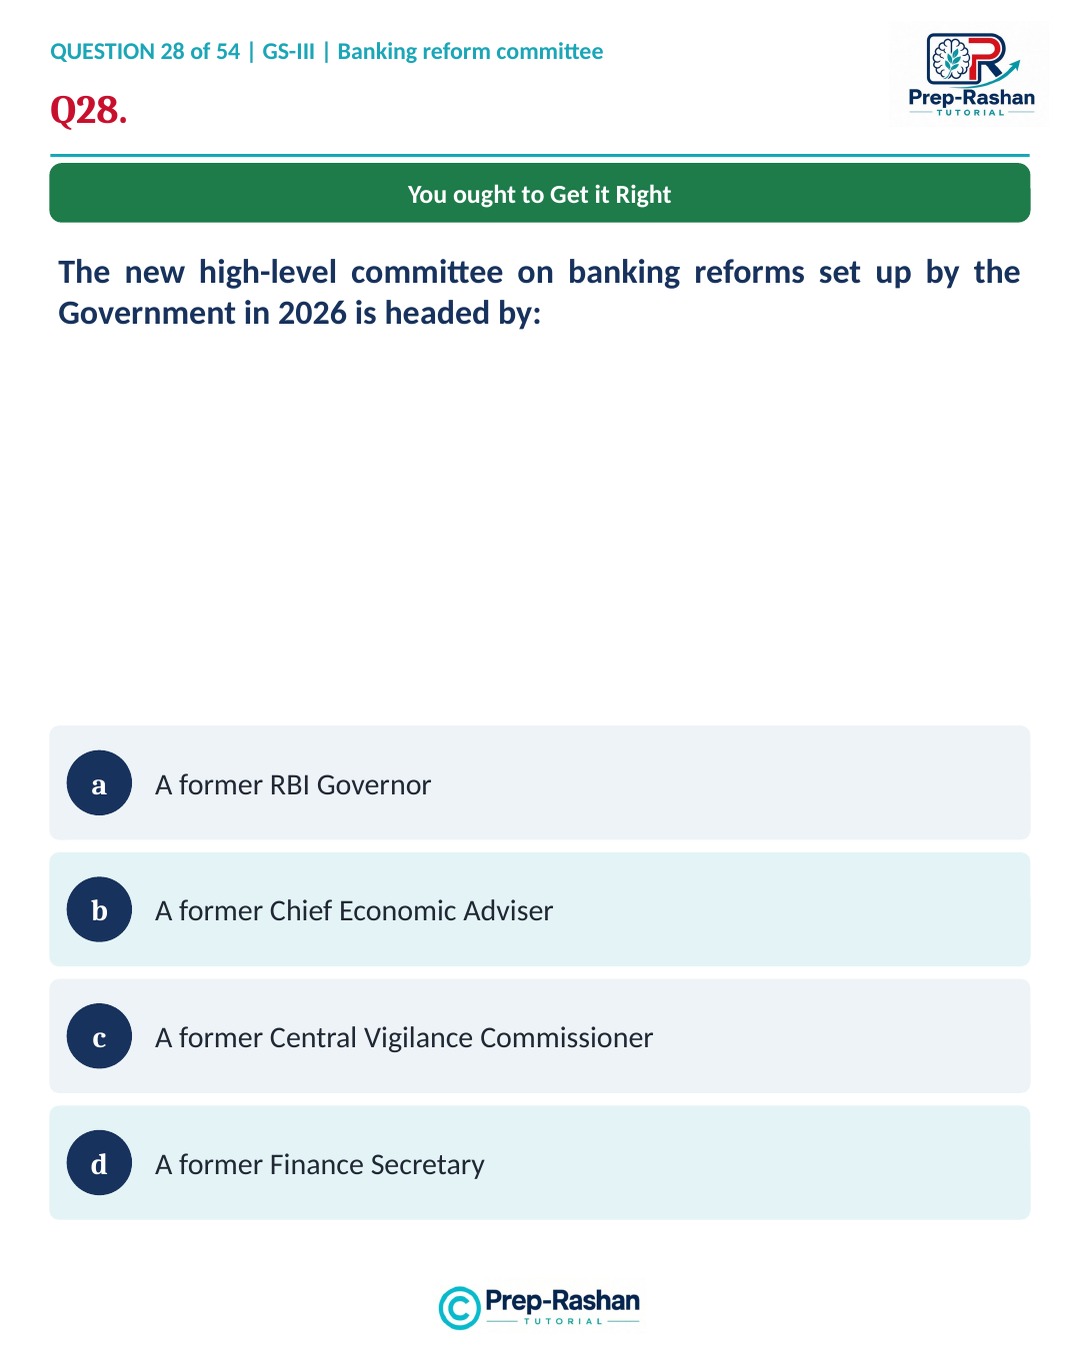 QUESTION 28 of 54 | GS-III | Banking reform committee
Q28.
R
Prep-Rashan
TUTORIAL
You ought to Get it Right
The new high-level committee on banking reforms set up by the
Government in 2026 is headed by:
a A former RBI Governor
b A former Chief Economic Adviser
c A former Central Vigilance Commissioner
d A former Finance Secretary
© Prep-Rashan
TUTORIAL